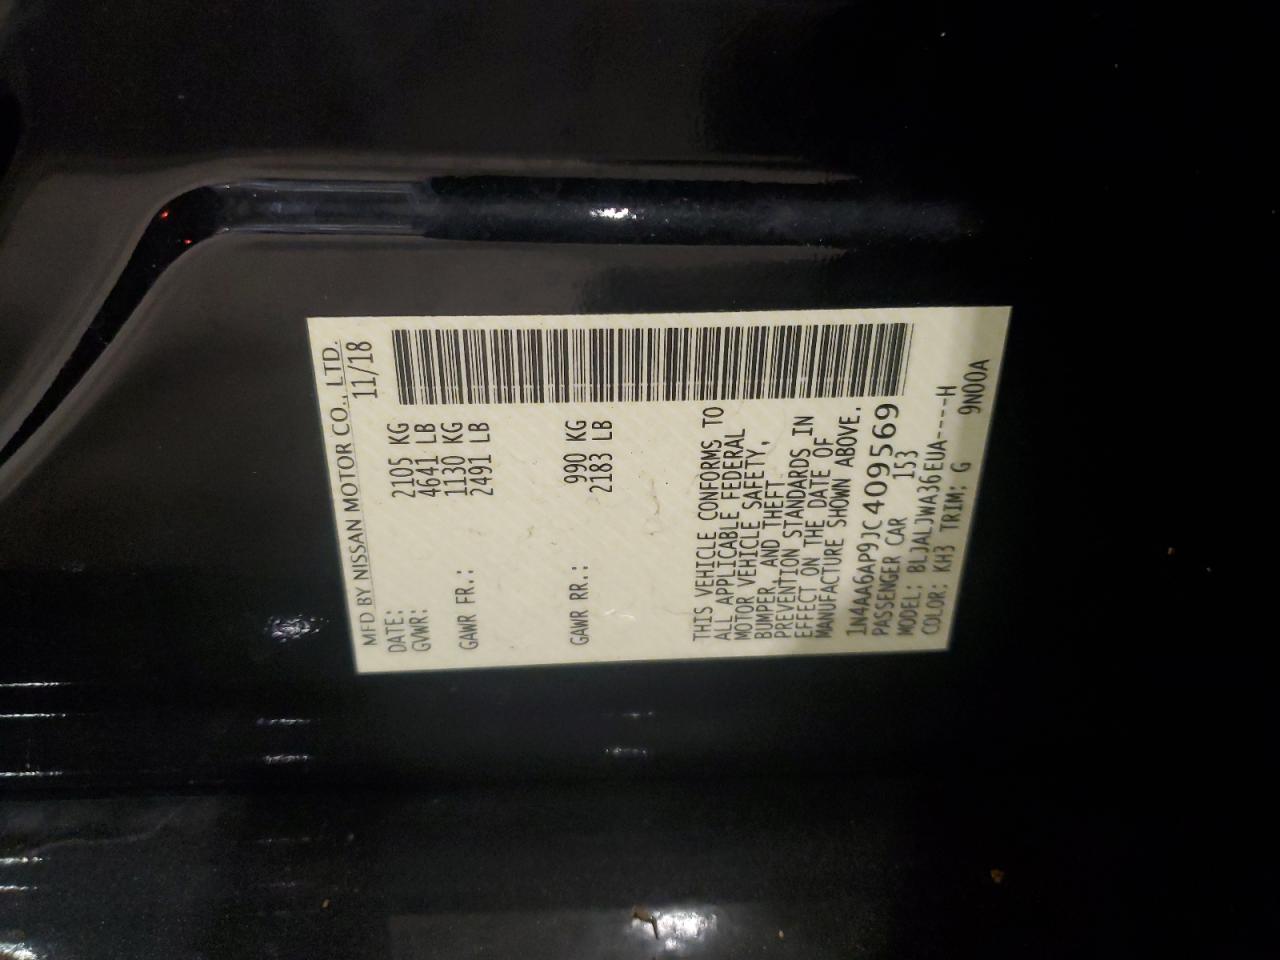 MFD BY NISSAN MOTOR CO., LTD.
DATE: 11/18
GVWR: 2105 KG
4641 LB
GAWR FR.: 1130 KG
2491 LB
GAWR RR.: 990 KG
2183 LB
THIS VEHICLE CONFORMS TO
ALL APPLICABLE FEDERAL
MOTOR VEHICLE SAFETY,
BUMPER, AND THEFT
PREVENTION STANDARDS IN
EFFECT ON THE DATE OF
MANUFACTURE SHOWN ABOVE.
1N4AA6AP9JC409569
PASSENGER CAR 153
MODEL: BLJALJWA36EUA----H
COLOR: KH3 TRIM: G 9N00A